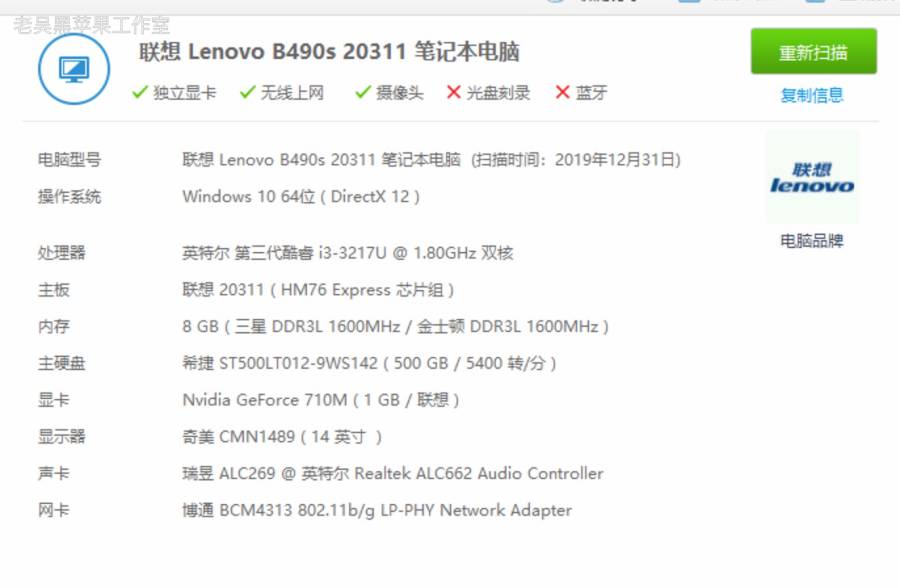 老吴黑苹果工作室
联想 Lenovo B490s 20311 笔记本电脑
重新扫描
独立显卡 无线上网 摄像头 光盘刻录 蓝牙
复制信息
电脑型号 联想 Lenovo B490s 20311 笔记本电脑 (扫描时间：2019年12月31日)
操作系统 Windows 10 64位 ( DirectX 12 )
联想
lenovo
电脑品牌
处理器 英特尔 第三代酷睿 i3-3217U @ 1.80GHz 双核
主板 联想 20311 ( HM76 Express 芯片组 )
内存 8 GB ( 三星 DDR3L 1600MHz / 金士顿 DDR3L 1600MHz )
主硬盘 希捷 ST500LT012-9WS142 ( 500 GB / 5400 转/分 )
显卡 Nvidia GeForce 710M ( 1 GB / 联想 )
显示器 奇美 CMN1489 ( 14 英寸 )
声卡 瑞昱 ALC269 @ 英特尔 Realtek ALC662 Audio Controller
网卡 博通 BCM4313 802.11b/g LP-PHY Network Adapter